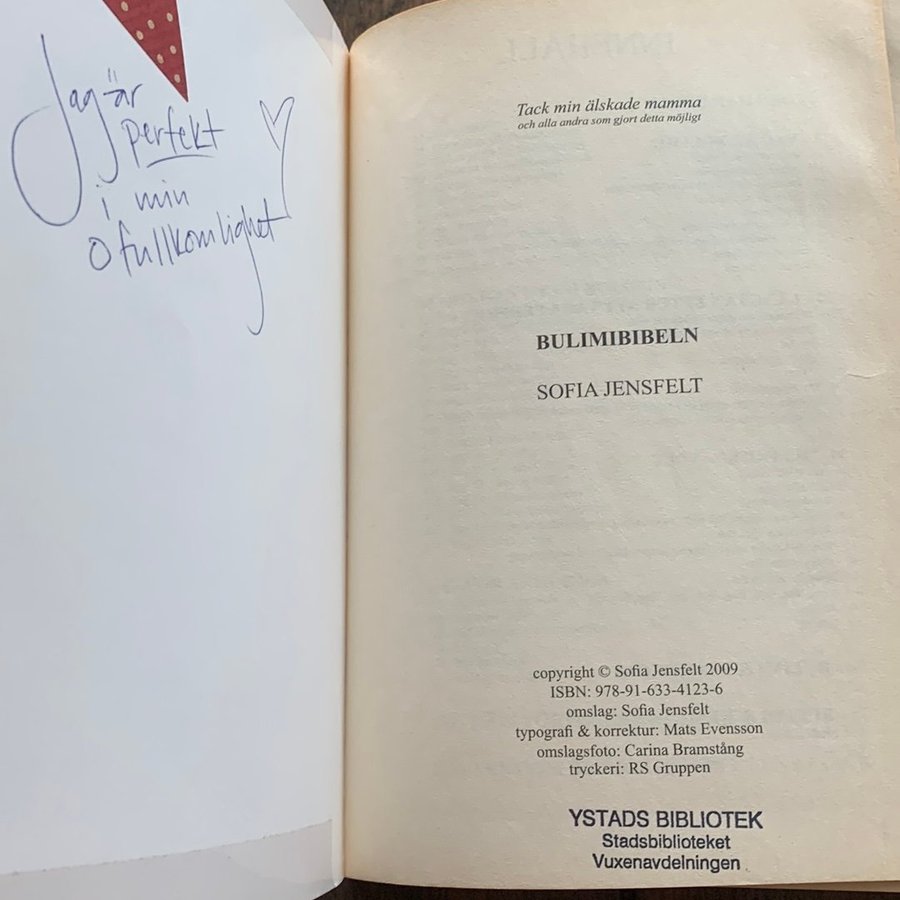 Jag är
perfekt
i min
ofullkomlighet
Tack min älskade mamma
och alla andra som gjort detta möjligt
BULIMIBIBELN
SOFIA JENSFELT
copyright © Sofia Jensfelt 2009
ISBN: 978-91-633-4123-6
omslag: Sofia Jensfelt
typografi & korrektur: Mats Evensson
omslagsfoto: Carina Bramstång
tryckeri: RS Gruppen
YSTADS BIBLIOTEK
Stadsbiblioteket
Vuxenavdelningen